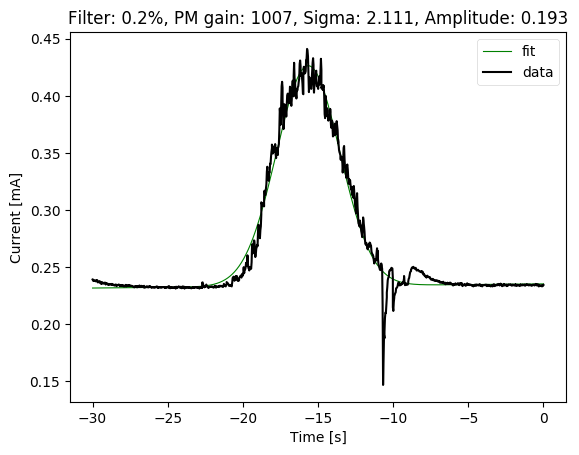 Filter: 0.2%, PM gain: 1007, Sigma: 2.111, Amplitude: 0.193
fit
data
Current [mA]
0.45
0.40
0.35
0.30
0.25
0.20
0.15
−30
−25
−20
−15
−10
−5
0
Time [s]